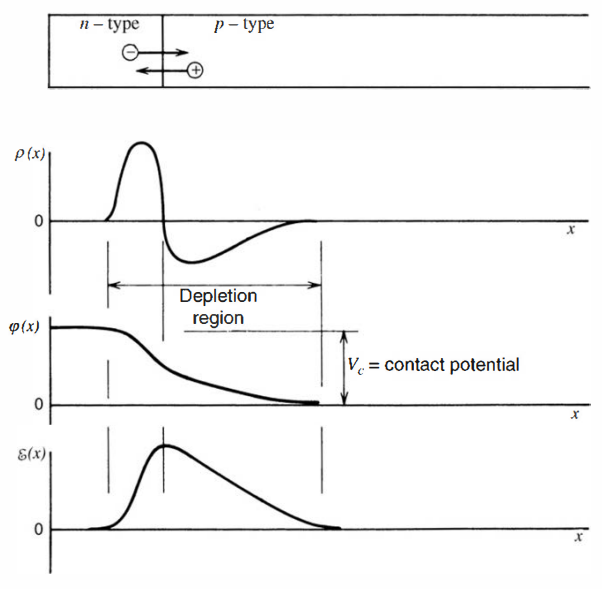 n – type p – type
− +
ρ(x)
0
x
Depletion
region
φ(x)
V_c = contact potential
0
x
ℰ(x)
0
x